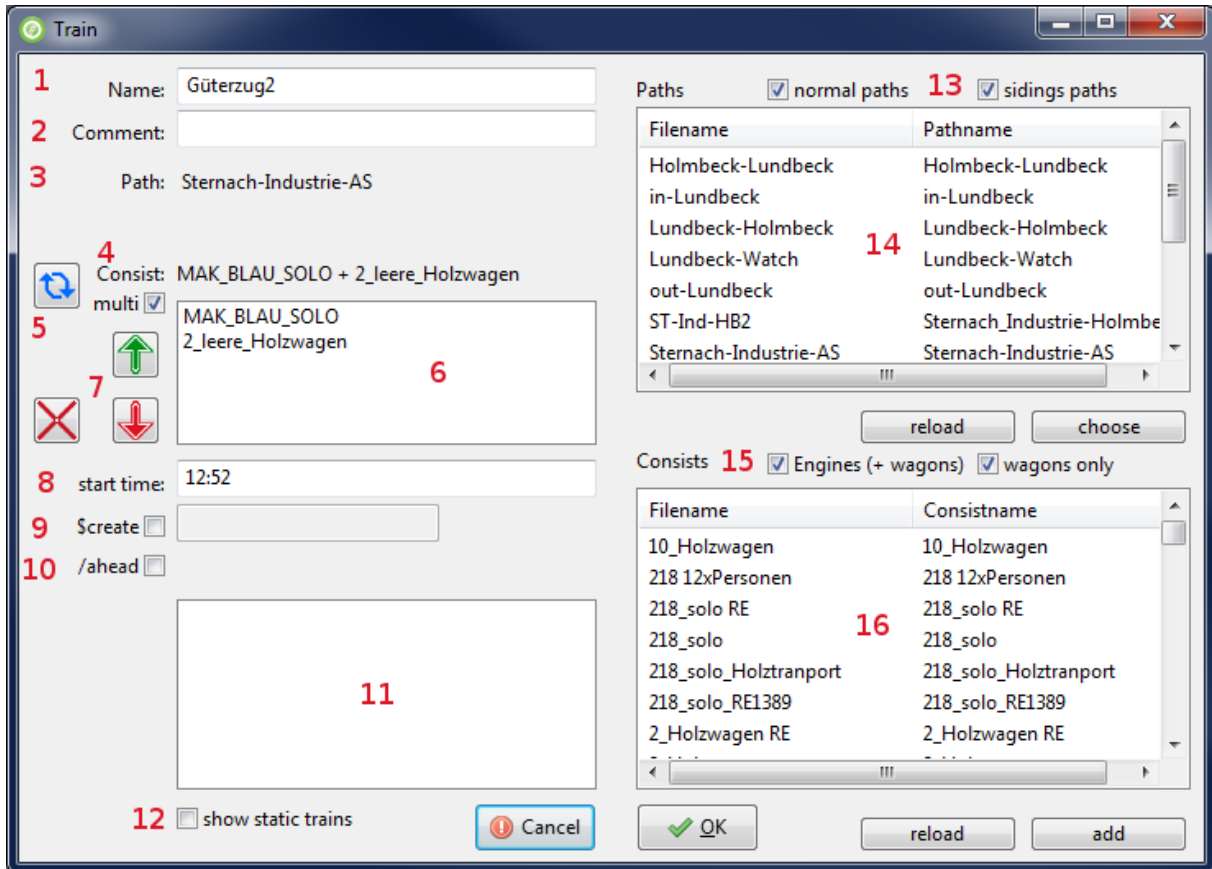 Train
1 Name: Güterzug2
2 Comment:
3 Path: Sternach-Industrie-AS
4
Consist: MAK_BLAU_SOLO + 2_leere_Holzwagen
multi
5
MAK_BLAU_SOLO
2_leere_Holzwagen
6
7
8 start time: 12:52
9 $create
10 /ahead
11
12 show static trains
Cancel
Paths normal paths 13 sidings paths
Filename Pathname
Holmbeck-Lundbeck Holmbeck-Lundbeck
in-Lundbeck in-Lundbeck
Lundbeck-Holmbeck Lundbeck-Holmbeck
14
Lundbeck-Watch Lundbeck-Watch
out-Lundbeck out-Lundbeck
ST-Ind-HB2 Sternach_Industrie-Holmbe
Sternach-Industrie-AS Sternach-Industrie-AS
reload choose
Consists 15 Engines (+ wagons) wagons only
Filename Consistname
10_Holzwagen 10_Holzwagen
218 12xPersonen 218 12xPersonen
218_solo RE 218_solo RE
16
218_solo 218_solo
218_solo_Holztranport 218_solo_Holztranport
218_solo_RE1389 218_solo_RE1389
2_Holzwagen RE 2_Holzwagen RE
OK
reload add